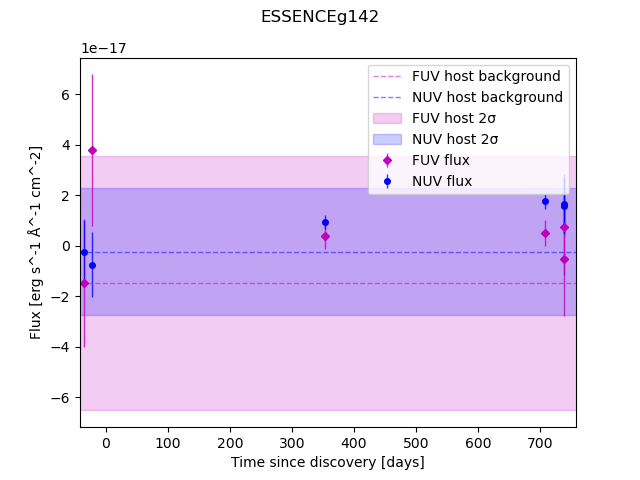 ESSENCEg142
1e−17
FUV host background
NUV host background
FUV host 2σ
NUV host 2σ
FUV flux
NUV flux
6
4
2
0
−2
−4
−6
Flux [erg s^-1 Å^-1 cm^-2]
0 100 200 300 400 500 600 700
Time since discovery [days]